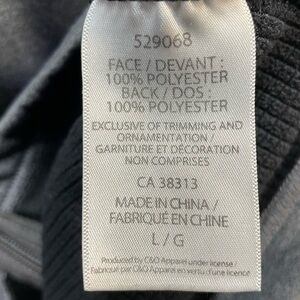 529068
FACE / DEVANT :
100% POLYESTER
BACK / DOS :
100% POLYESTER
EXCLUSIVE OF TRIMMING AND
ORNAMENTATION /
GARNITURE ET DÉCORATION
NON COMPRISES
CA 38313
MADE IN CHINA /
FABRIQUÉ EN CHINE
L / G
Produced by C&O Apparel under license /
Fabriqué par C&O Apparel en vertu d'une licence